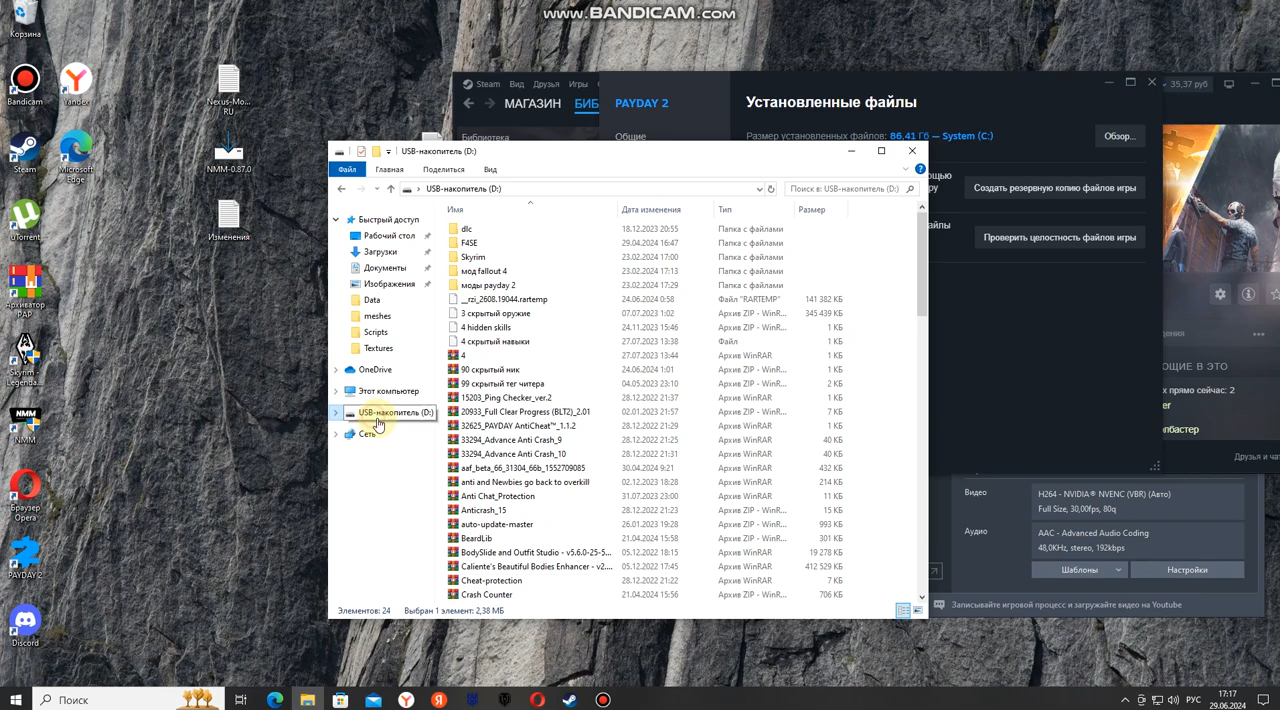 www.BANDICAM.com
Корзина
Bandicam
Yandex
Nexus-Mo...
RU
Steam
Microsoft
Edge
NMM-0.87.0
uTorrent
Изменения
Архиватор
РАР
Skyrim -
Legenda...
NMM
Браузер
Opera
PAYDAY 2
Discord
Steam Вид Друзья Игры
35,37 руб
МАГАЗИН
Библиотека
PAYDAY 2
Общие
Установленные файлы
Размер установленных файлов: 86.41 Гб — System (C:)
Обзор...
Создать резервную копию файлов игры
Проверить целостность файлов игры
USB-накопитель (D:)
Файл Главная Поделиться Вид
USB-накопитель (D:)
Поиск в: USB-накопитель (D:)
Имя Дата изменения Тип Размер
Быстрый доступ
Рабочий стол
Загрузки
Документы
Изображения
Data
meshes
Scripts
Textures
OneDrive
Этот компьютер
USB-накопитель (D:)
Сеть
dlc 18.12.2023 20:55 Папка с файлами
F4SE 29.04.2024 16:47 Папка с файлами
Skyrim 23.02.2024 17:00 Папка с файлами
мод fallout 4 23.02.2024 17:13 Папка с файлами
моды payday 2 23.02.2024 17:29 Папка с файлами
__rzi_2608.19044.rartemp 24.06.2024 0:58 Файл "RARTEMP" 141 382 КБ
3 скрытый оружие 07.07.2023 1:02 Архив ZIP - WinR... 345 439 КБ
4 hidden skills 24.11.2023 15:46 Архив ZIP - WinR... 1 КБ
4 скрытый навыки 27.07.2023 13:38 Файл 1 КБ
4 27.07.2023 13:44 Архив WinRAR 1 КБ
90 скрытый ник 24.06.2024 1:01 Архив ZIP - WinR... 1 КБ
99 скрытый тег читера 04.05.2023 23:10 Архив ZIP - WinR... 2 КБ
15203_Ping Checker_ver.2 28.12.2022 21:37 Архив WinRAR 1 КБ
20933_Full Clear Progress (BLT2)_2.01 02.01.2023 21:57 Архив ZIP - WinR... 7 КБ
32625_PAYDAY AntiCheat™_1.1.2 28.12.2022 21:29 Архив ZIP - WinR... 1 КБ
33294_Advance Anti Crash_9 28.12.2022 21:25 Архив WinRAR 40 КБ
33294_Advance Anti Crash_10 28.12.2022 21:31 Архив WinRAR 40 КБ
aaf_beta_66_31304_66b_1552709085 30.04.2024 9:21 Архив WinRAR 432 КБ
anti and Newbies go back to overkill 02.12.2023 18:28 Архив WinRAR 214 КБ
Anti Chat_Protection 31.07.2023 23:00 Архив WinRAR 11 КБ
Anticrash_15 28.12.2022 21:23 Архив ZIP - WinR... 15 КБ
auto-update-master 26.01.2023 19:28 Архив ZIP - WinR... 993 КБ
BeardLib 21.04.2024 15:58 Архив ZIP - WinR... 301 КБ
BodySlide and Outfit Studio - v5.6.0-25-5... 05.12.2022 18:15 Архив WinRAR 19 278 КБ
Caliente's Beautiful Bodies Enhancer - v2.... 05.12.2022 17:45 Архив WinRAR 412 529 КБ
Cheat-protection 28.12.2022 21:22 Архив WinRAR 7 КБ
Crash Counter 21.04.2024 15:56 Архив ZIP - WinR... 706 КБ
Элементов: 24 Выбран 1 элемент: 2,38 МБ
ЮЩИЕ В ЭТО
х прямо сейчас: 2
Друзья и чат
Видео
H264 - NVIDIA® NVENC (VBR) (Авто)
Full Size, 30,00fps, 80q
Аудио
AAC - Advanced Audio Coding
48,0KHz, stereo, 192kbps
Шаблоны
Настройки
Записывайте игровой процесс и загружайте видео на Youtube
Поиск
РУС
17:17
29.06.2024